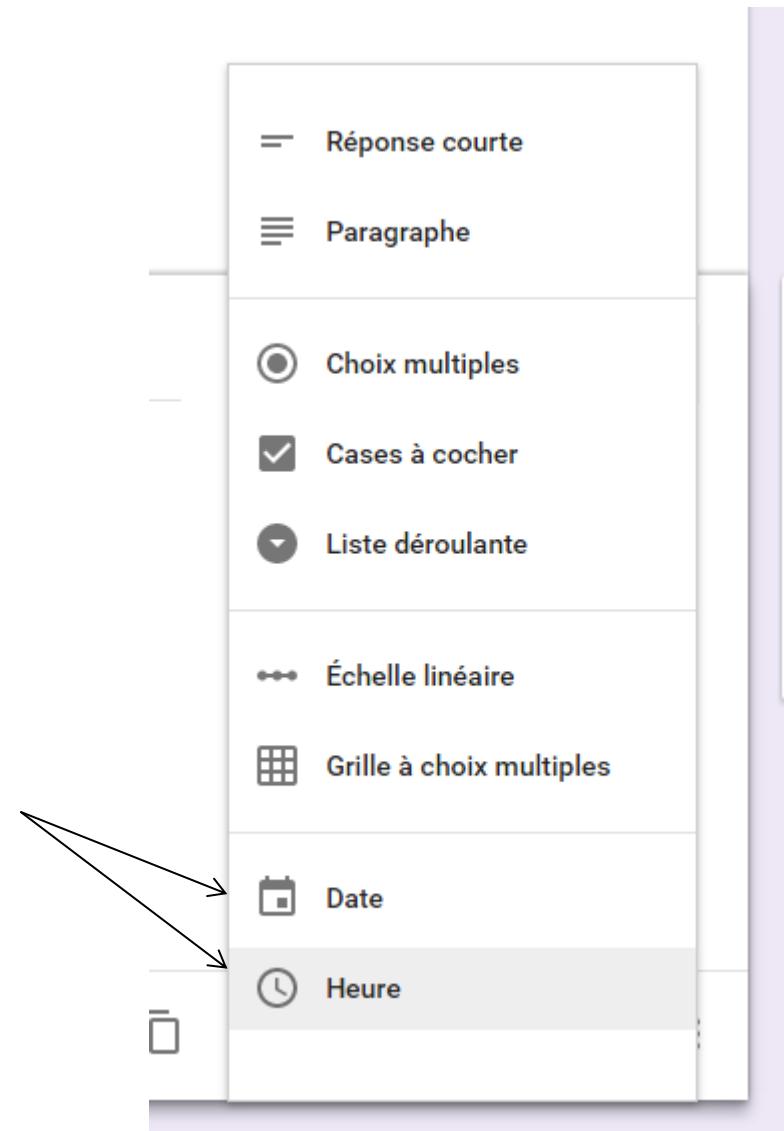 Réponse courte
Paragraphe
Choix multiples
Cases à cocher
Liste déroulante
Échelle linéaire
Grille à choix multiples
Date
Heure